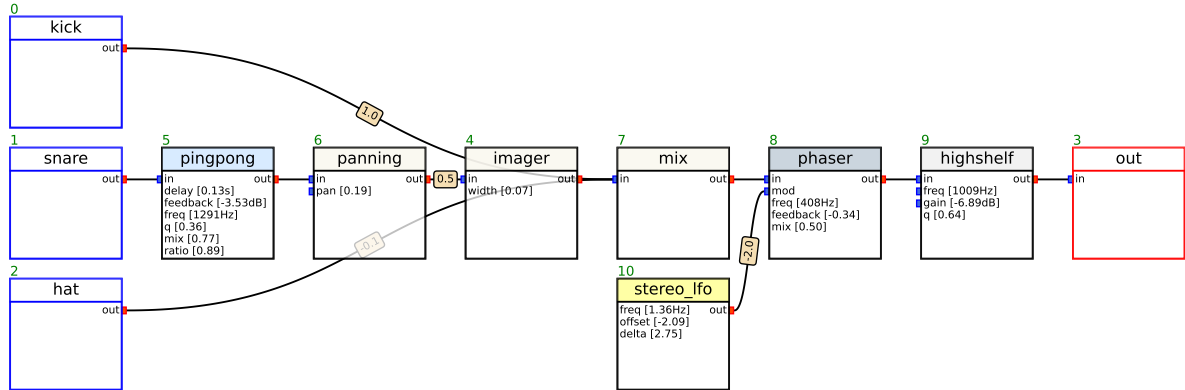 0
kick
out
1.0
1
snare
out
5
pingpong
in
out
delay [0.13s]
feedback [-3.53dB]
freq [1291Hz]
q [0.36]
mix [0.77]
ratio [0.89]
6
panning
in
out
pan [0.19]
0.5
4
imager
in
out
width [0.07]
7
mix
in
out
8
phaser
in
out
mod
freq [408Hz]
feedback [-0.34]
mix [0.50]
9
highshelf
in
out
freq [1009Hz]
gain [-6.89dB]
q [0.64]
3
out
in
2
hat
out
-0.1
10
stereo_lfo
freq [1.36Hz]
out
offset [-2.09]
delta [2.75]
-2.0